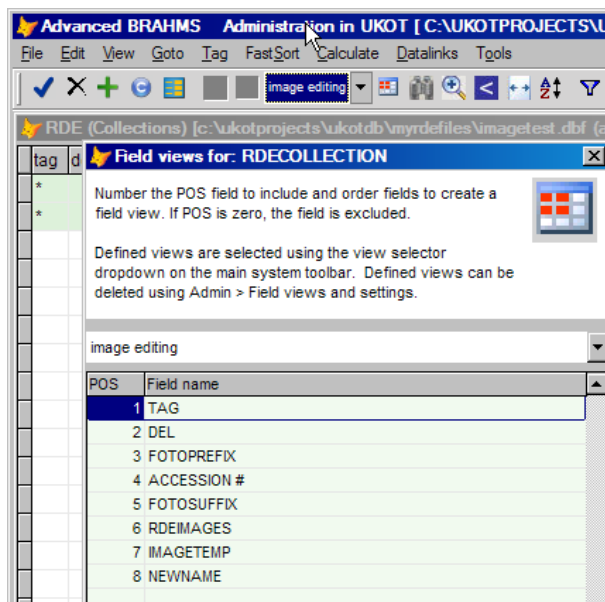 Advanced BRAHMS Administration in UKOT [ C:\UKOTPROJECTS\U
File Edit View Goto Tag FastSort Calculate Datalinks Tools
image editing
RDE (Collections) [c:\ukotprojects\ukotdb\myrdefiles\imagetest.dbf (a
tag d
Field views for: RDECOLLECTION
*
*
Number the POS field to include and order fields to create a
field view. If POS is zero, the field is excluded.
Defined views are selected using the view selector
dropdown on the main system toolbar. Defined views can be
deleted using Admin > Field views and settings.
image editing
POS Field name
1 TAG
2 DEL
3 FOTOPREFIX
4 ACCESSION #
5 FOTOSUFFIX
6 RDEIMAGES
7 IMAGETEMP
8 NEWNAME